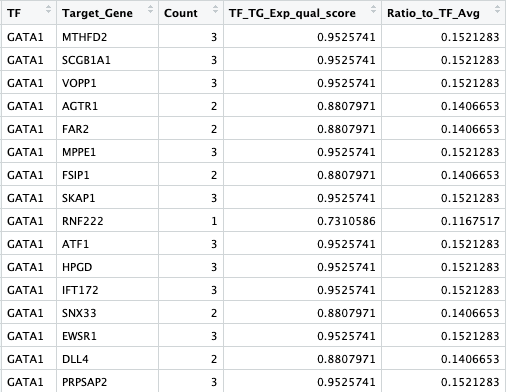 TF Target_Gene Count TF_TG_Exp_qual_score Ratio_to_TF_Avg
GATA1 MTHFD2 3 0.9525741 0.1521283
GATA1 SCGB1A1 3 0.9525741 0.1521283
GATA1 VOPP1 3 0.9525741 0.1521283
GATA1 AGTR1 2 0.8807971 0.1406653
GATA1 FAR2 2 0.8807971 0.1406653
GATA1 MPPE1 3 0.9525741 0.1521283
GATA1 FSIP1 2 0.8807971 0.1406653
GATA1 SKAP1 3 0.9525741 0.1521283
GATA1 RNF222 1 0.7310586 0.1167517
GATA1 ATF1 3 0.9525741 0.1521283
GATA1 HPGD 3 0.9525741 0.1521283
GATA1 IFT172 3 0.9525741 0.1521283
GATA1 SNX33 2 0.8807971 0.1406653
GATA1 EWSR1 3 0.9525741 0.1521283
GATA1 DLL4 2 0.8807971 0.1406653
GATA1 PRPSAP2 3 0.9525741 0.1521283